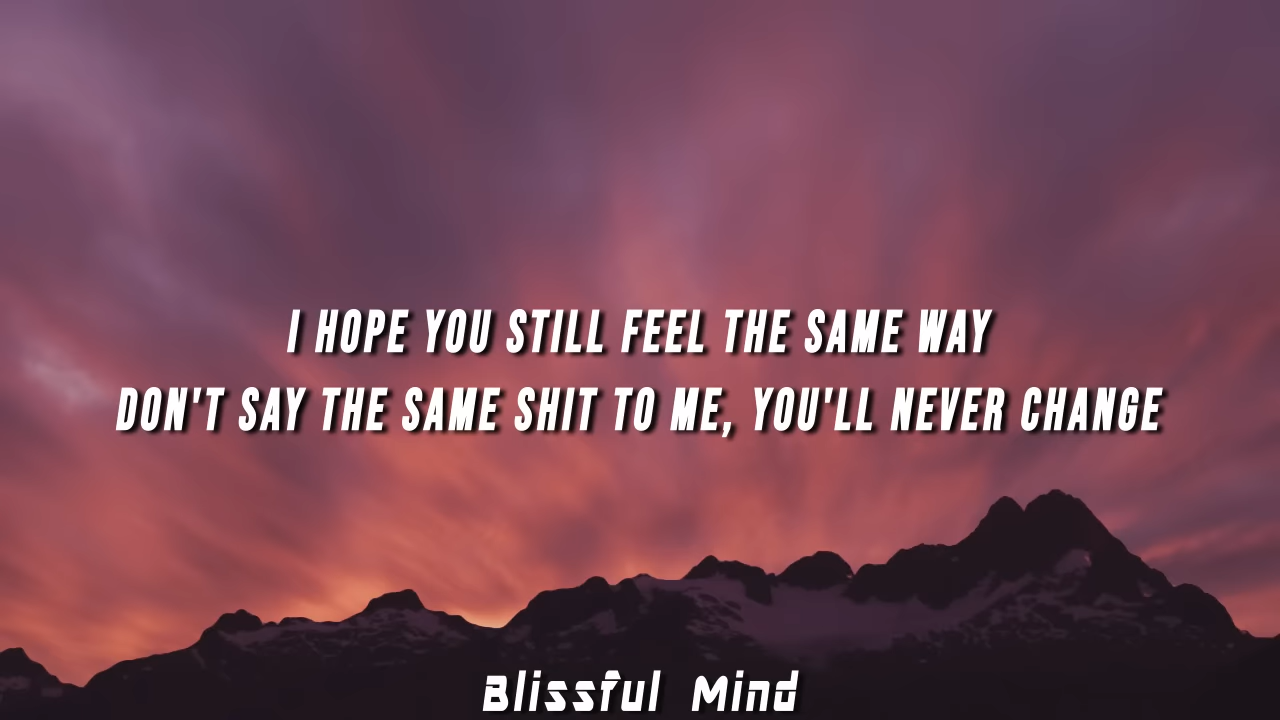 I HOPE YOU STILL FEEL THE SAME WAY
DON'T SAY THE SAME SHIT TO ME, YOU'LL NEVER CHANGE
Blissful Mind